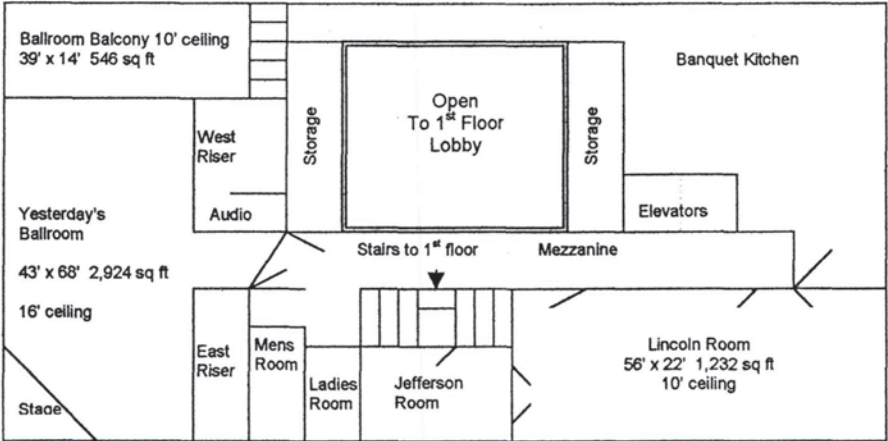 Ballroom Balcony 10' ceiling
39' x 14' 546 sq ft
Banquet Kitchen
Open
To 1st Floor
Lobby
Storage
Storage
West
Riser
Audio
Elevators
Yesterday's
Ballroom
43' x 68' 2,924 sq ft
16' ceiling
Stairs to 1st floor
Mezzanine
East
Riser
Mens
Room
Ladies
Room
Jefferson
Room
Lincoln Room
56' x 22' 1,232 sq ft
10' ceiling
Stage